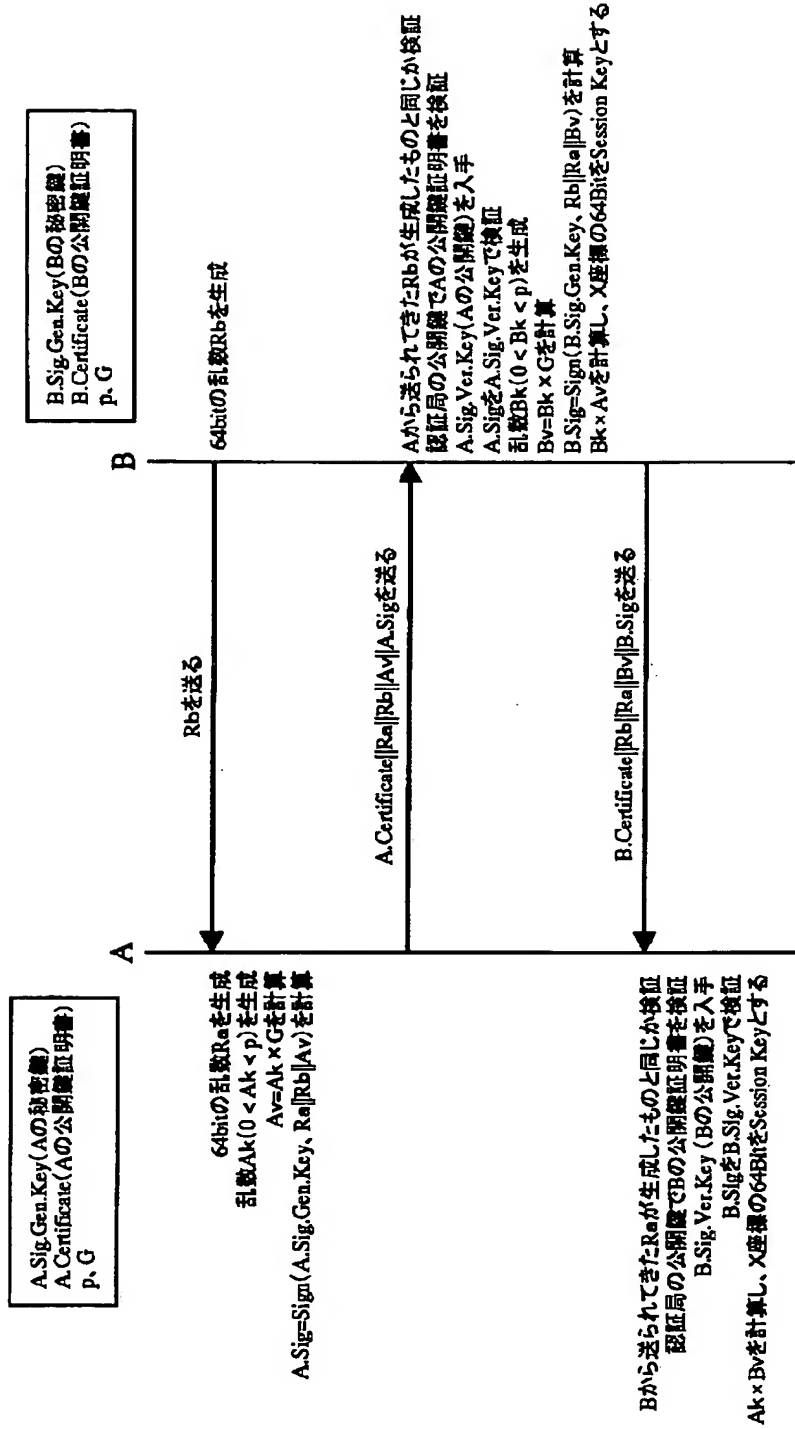 A.Sig.Gen.Key(Aの秘密鍵)
A.Certificate(Aの公開鍵証明書)
p、G
B.Sig.Gen.Key(Bの秘密鍵)
B.Certificate(Bの公開鍵証明書)
p、G
A
B
64bitの乱数Rbを生成
Rbを送る
64bitの乱数Raを生成
乱数Ak(0<Ak<p)を生成
Av=Ak×Gを計算
A.Sig=Sign(A.Sig.Gen.Key、Ra||Rb||Av)を計算
A.Certificate||Ra||Rb||Av||A.Sigを送る
Aから送られてきたRbが生成したものと同じか検証
認証局の公開鍵でAの公開鍵証明書を検証
A.Sig.Ver.Key(Aの公開鍵)を入手
A.SigをA.Sig.Ver.Keyで検証
乱数Bk(0<Bk<p)を生成
Bv=Bk×Gを計算
B.Sig=Sign(B.Sig.Gen.Key、Rb||Ra||Bv)を計算
Bk×Avを計算し、X座標の64BitをSession Keyとする
B.Certificate||Rb||Ra||Bv||B.Sigを送る
Bから送られてきたRaが生成したものと同じか検証
認証局の公開鍵でBの公開鍵証明書を検証
B.Sig.Ver.Key (Bの公開鍵)を入手
B.SigをB.Sig.Ver.Keyで検証
Ak×Bvを計算し、X座標の64BitをSession Keyとする